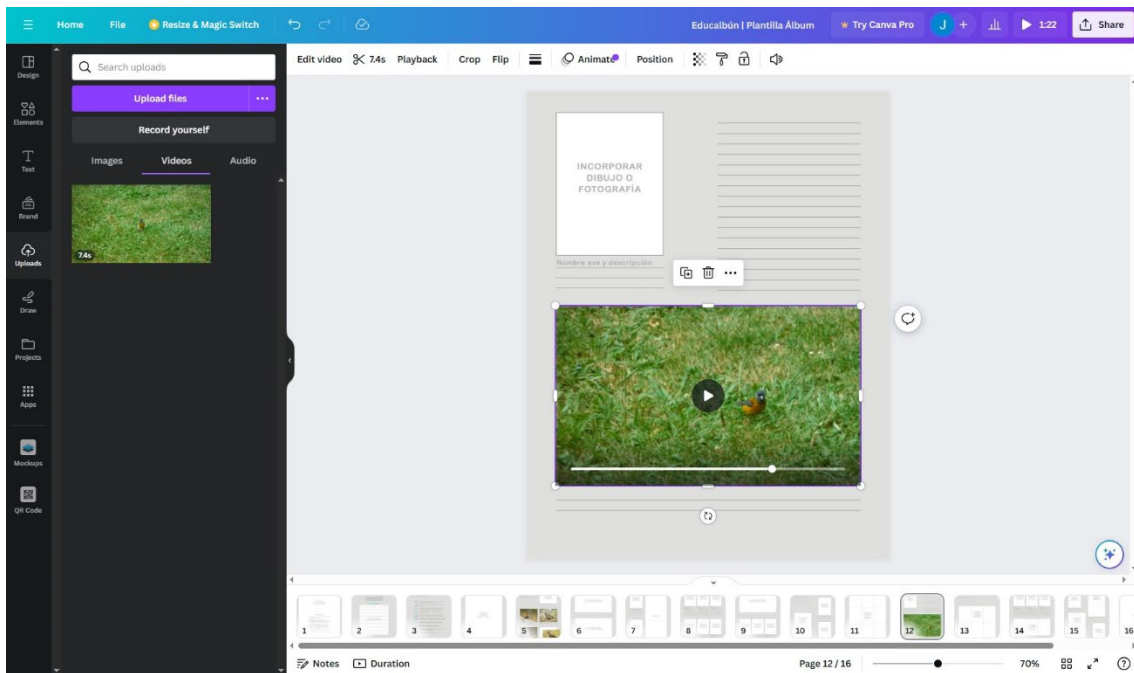 Home File Resize & Magic Switch Educalbún | Plantilla Álbum Try Canva Pro J + 1:22 Share
Design
Elements
Text
Brand
Uploads
Draw
Projects
Apps
Mockups
QR Code
Search uploads
Upload files
Record yourself
Images Videos Audio
7.4s
Edit video 7.4s Playback Crop Flip Animate Position
INCORPORAR
DIBUJO O
FOTOGRAFÍA
Nombre ave y descripción
1 2 3 4 5 6 7 8 9 10 11 12 13 14 15 16
Notes Duration Page 12 / 16 70%